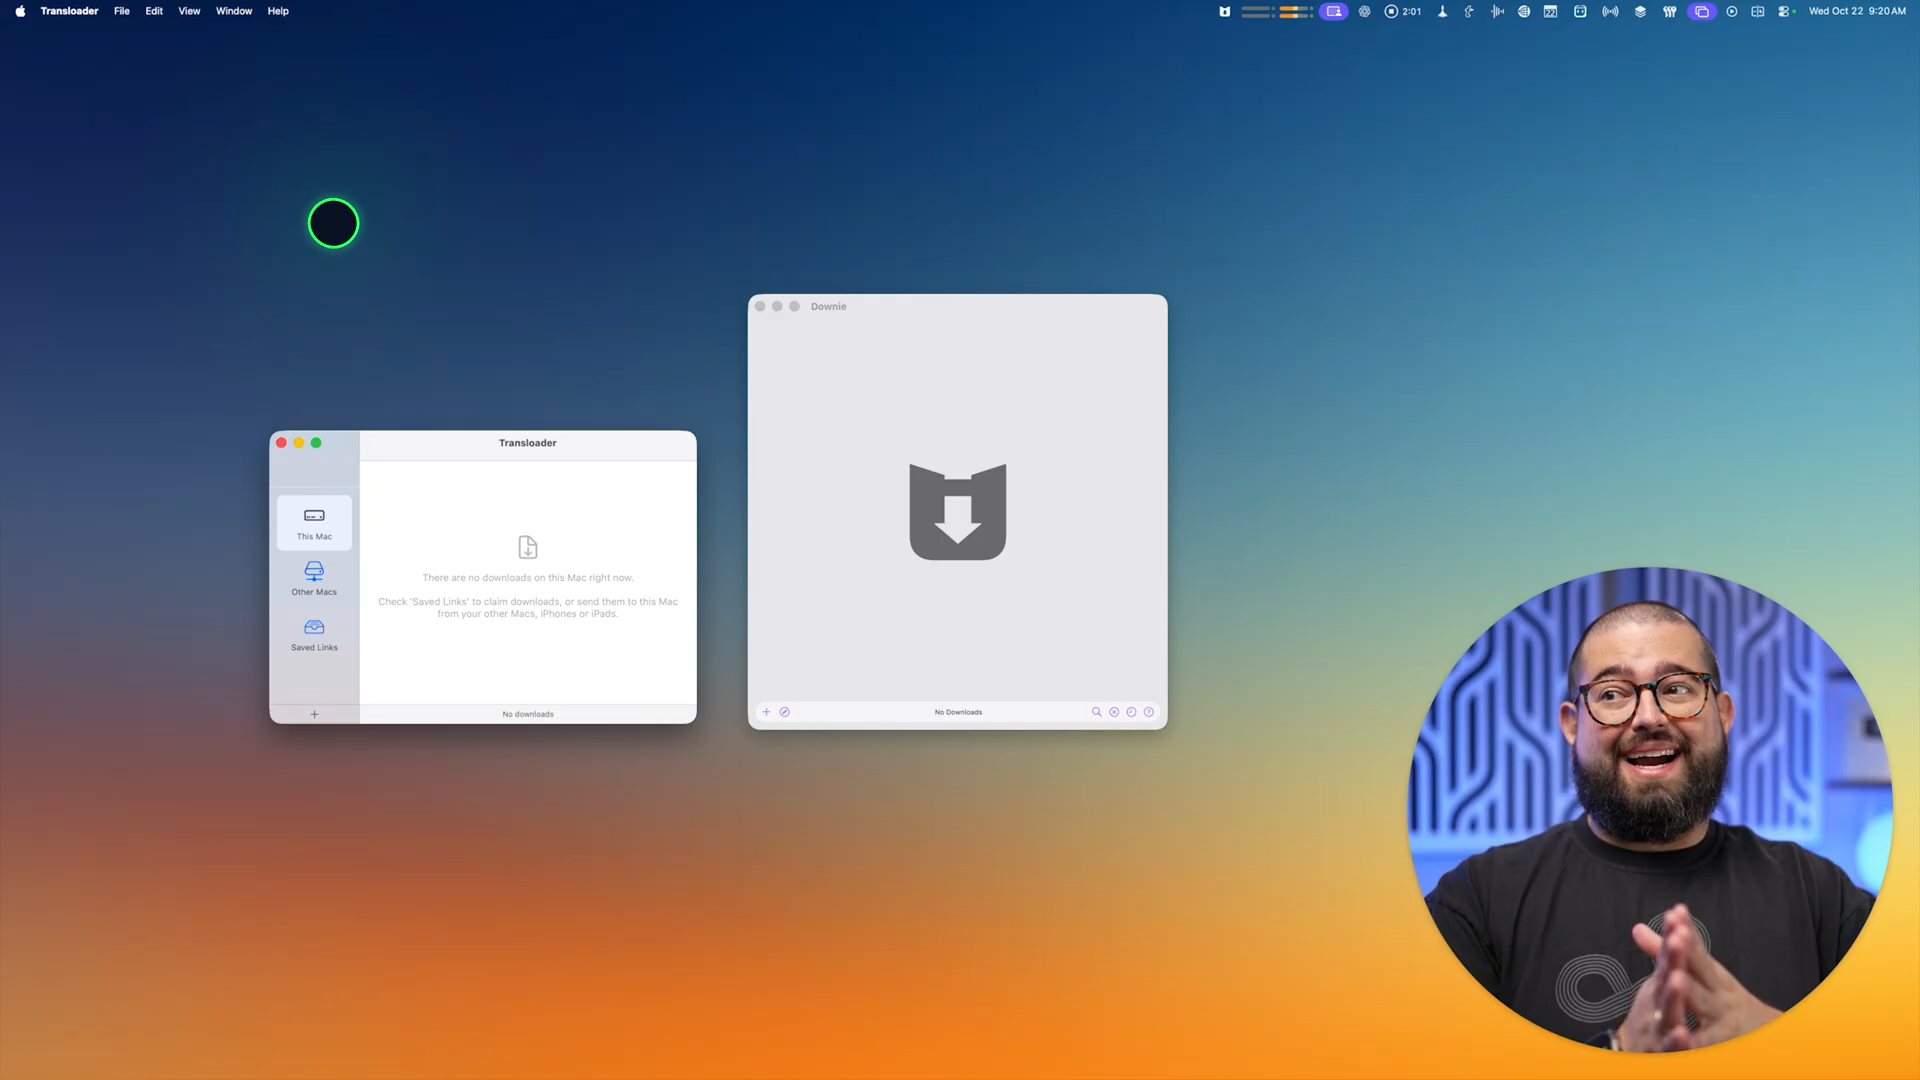 Transloader File Edit View Window Help
2:01
22
Wed Oct 22 9:20 AM
Downie
Transloader
This Mac
There are no downloads on this Mac right now.
Other Macs
Check 'Saved Links' to claim downloads, or send them to this Mac
from your other Macs, iPhones or iPads.
Saved Links
No downloads
No Downloads